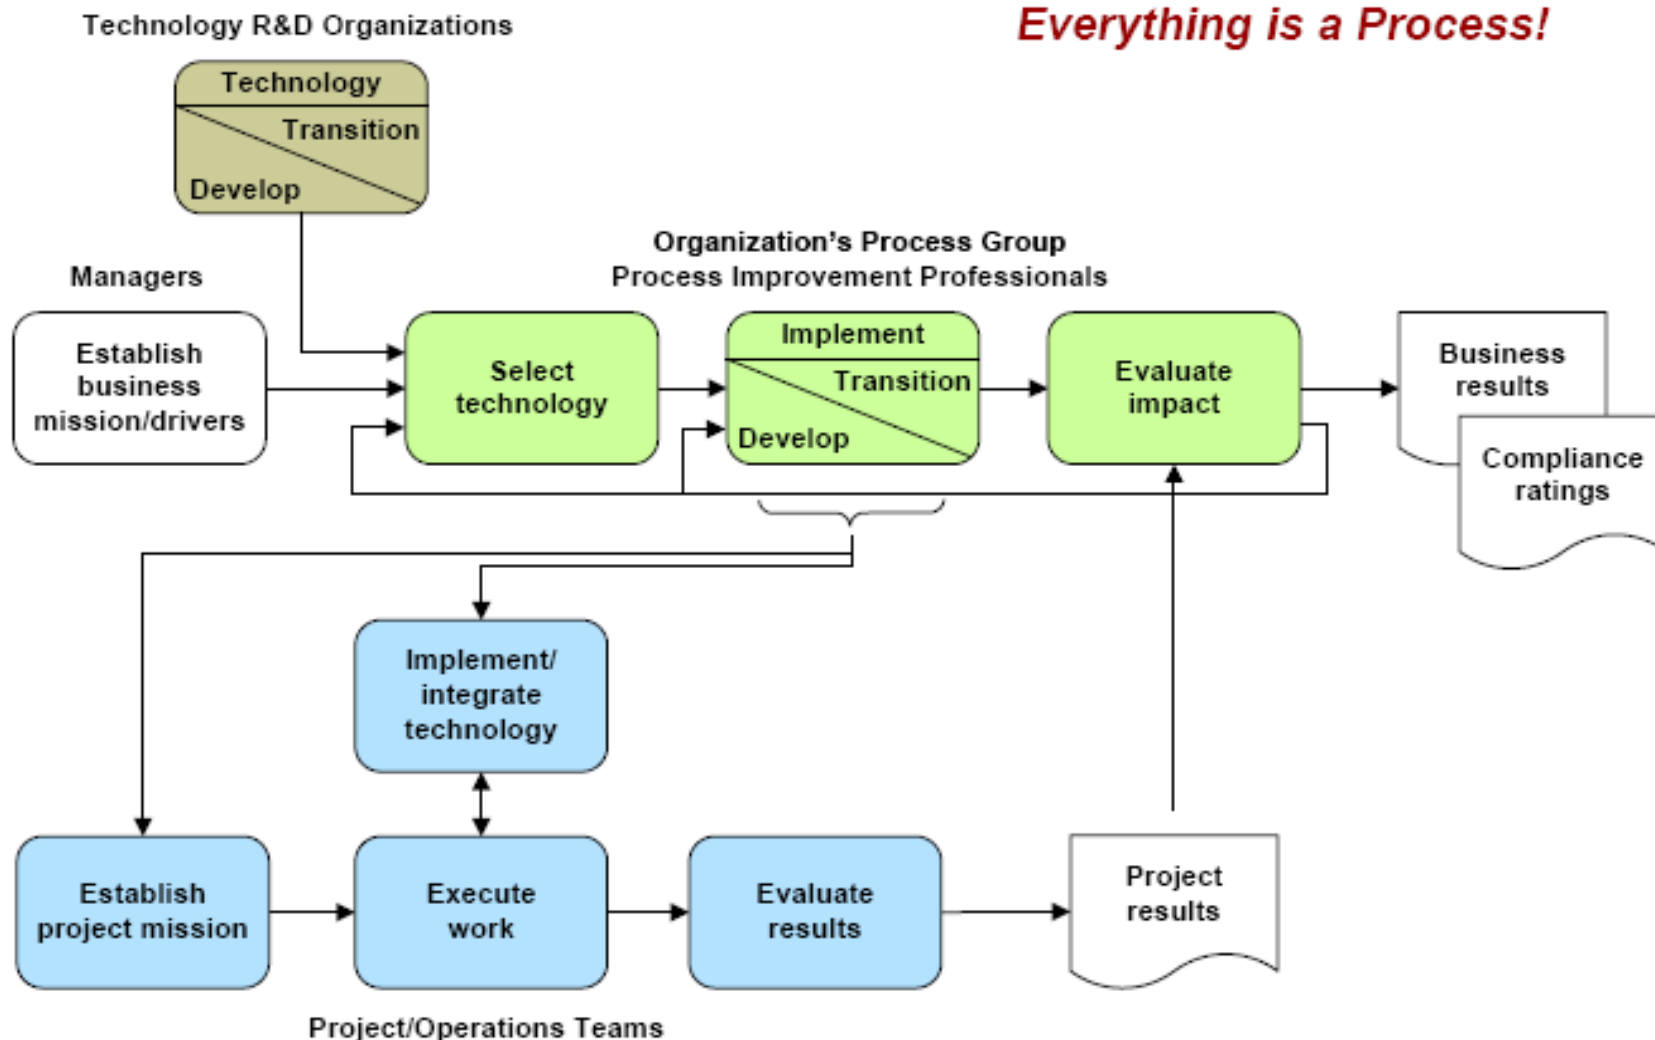 Technology R&D Organizations
Everything is a Process!
Technology
Transition
Develop
Organization's Process Group
Process Improvement Professionals
Managers
Establish
business
mission/drivers
Select
technology
Implement
Transition
Develop
Evaluate
impact
Business
results
Compliance
ratings
Implement/
integrate
technology
Establish
project mission
Execute
work
Evaluate
results
Project
results
Project/Operations Teams